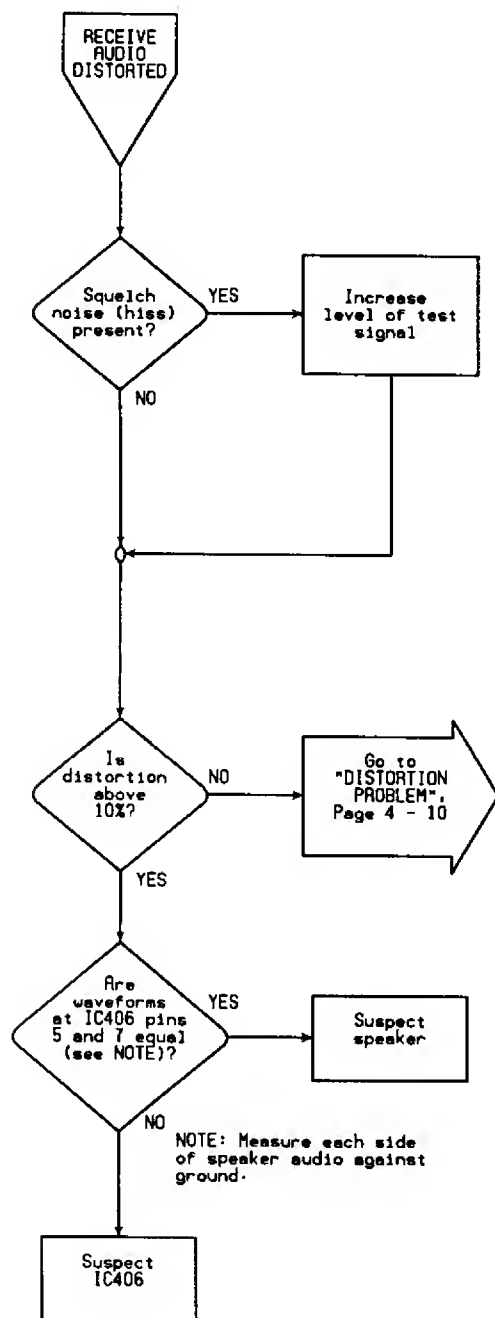 RECEIVE
AUDIO
DISTORTED
Squelch
noise (hiss)
present?
YES
Increase
level of test
signal
NO
Is
distortion
above
10%?
NO
Go to
"DISTORTION
PROBLEM",
Page 4 - 10
YES
Are
waveforms
at IC406 pins
5 and 7 equal
(see NOTE)?
YES
Suspect
speaker
NO
NOTE: Measure each side
of speaker audio against
ground.
Suspect
IC406